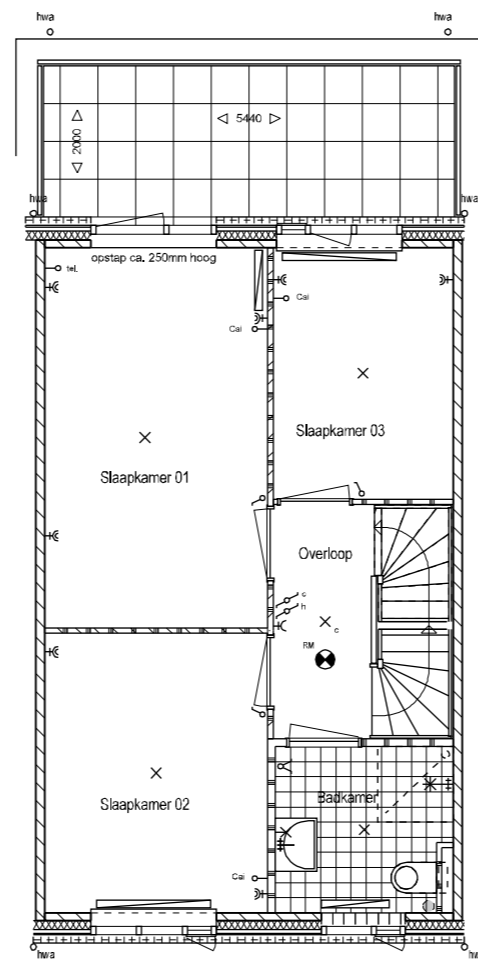 hwa hwa
5440
2000
hwa hwa
opstap ca. 250mm hoog
tel.
Cai
Cai
Slaapkamer 03
Slaapkamer 01
Overloop
c
h
c
RM
Slaapkamer 02
Badkamer
Cai
hwa hwa